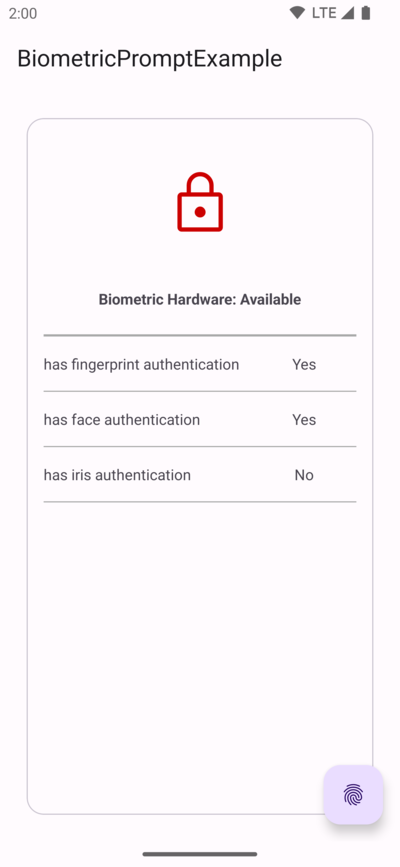 2:00 LTE
BiometricPromptExample
Biometric Hardware: Available
has fingerprint authentication Yes
has face authentication Yes
has iris authentication No